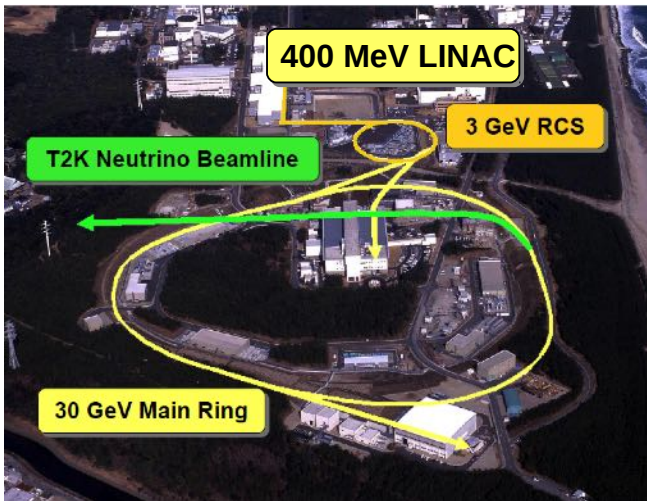 400 MeV LINAC
3 GeV RCS
T2K Neutrino Beamline
30 GeV Main Ring